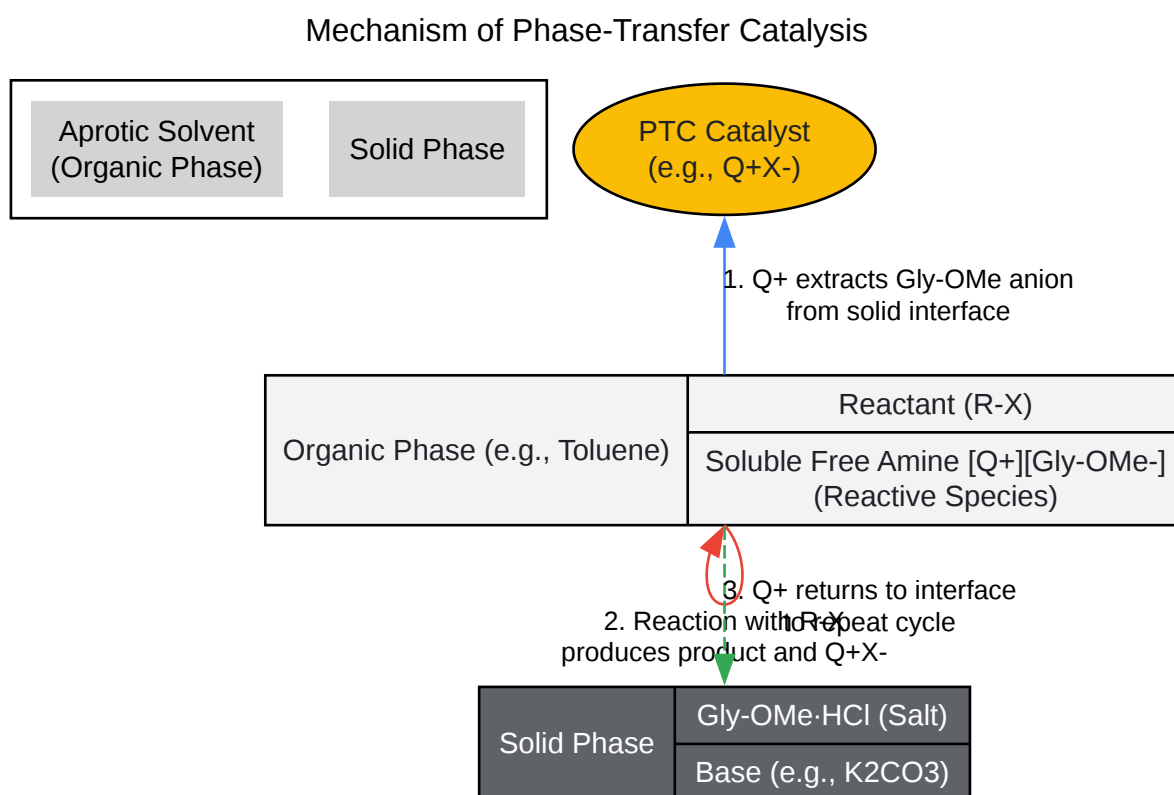 Mechanism of Phase-Transfer Catalysis
Aprotic Solvent
(Organic Phase)
Solid Phase
PTC Catalyst
(e.g., Q+X-)
1. Q+ extracts Gly-OMe anion
from solid interface
Organic Phase (e.g., Toluene)
Reactant (R-X)
Soluble Free Amine [Q+][Gly-OMe-]
(Reactive Species)
3. Q+ returns to interface
to repeat cycle
2. Reaction with R-X
produces product and Q+X-
Solid Phase
Gly-OMe·HCl (Salt)
Base (e.g., K2CO3)